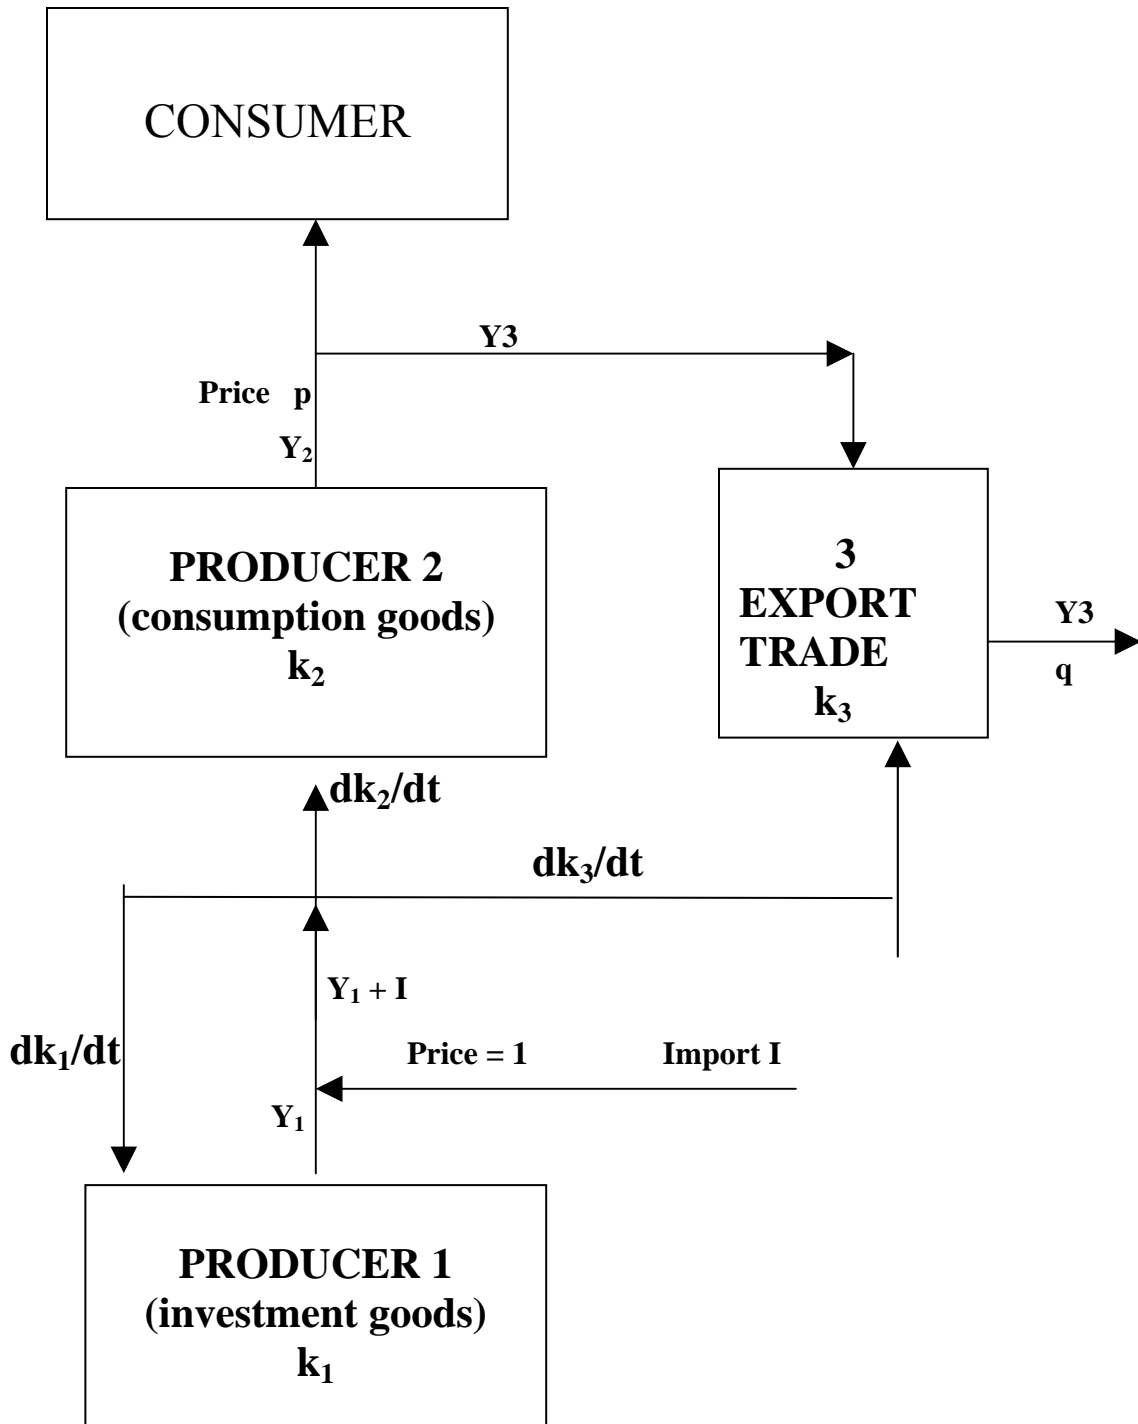 CONSUMER
Y3
Price p
Y₂
PRODUCER 2
(consumption goods)
k₂
3
EXPORT
TRADE
k₃
Y3
q
dk₂/dt
dk₃/dt
Y₁ + I
dk₁/dt
Price = 1 Import I
Y₁
PRODUCER 1
(investment goods)
k₁